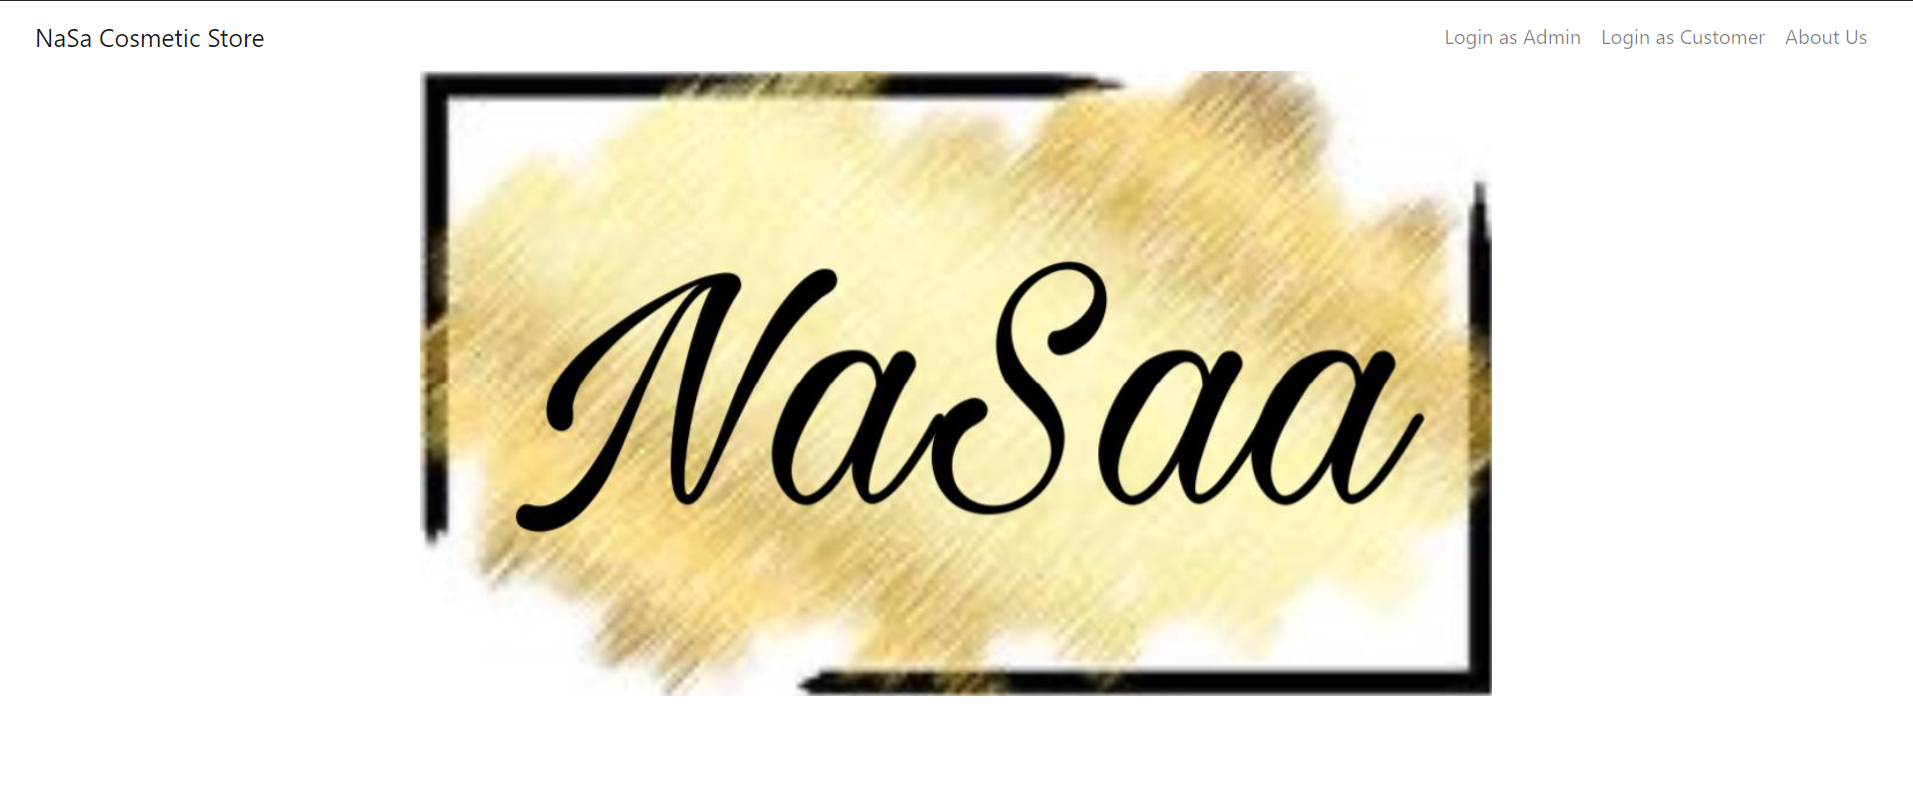 NaSa Cosmetic Store
Login as Admin Login as Customer About Us
NaSaa